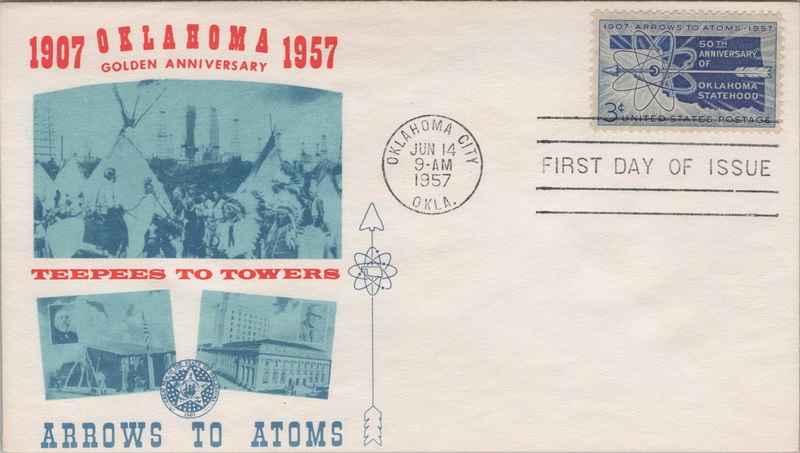 1907 OKLAHOMA 1957
GOLDEN ANNIVERSARY
TEEPEES TO TOWERS
ARROWS TO ATOMS
OKLAHOMA CITY
JUN 14
9-AM
1957
OKLA.
1907·ARROWS TO ATOMS·1957
50TH
ANNIVERSARY
OF
OKLAHOMA
STATEHOOD
3¢ UNITED STATES POSTAGE
FIRST DAY OF ISSUE